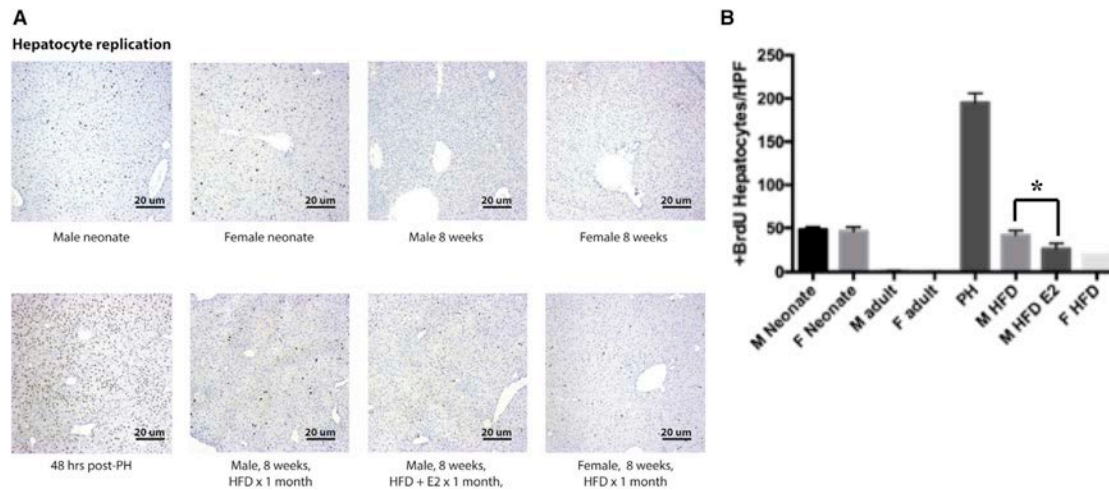 A
Hepatocyte replication
20 um
20 um
20 um
20 um
Male neonate
Female neonate
Male 8 weeks
Female 8 weeks
20 um
20 um
20 um
20 um
48 hrs post-PH
Male, 8 weeks,
HFD x 1 month
Male, 8 weeks,
HFD + E2 x 1 month,
Female, 8 weeks,
HFD x 1 month
B
+BrdU Hepatocytes/HPF
250
200
150
100
50
0
*
M Neonate
F Neonate
M adult
F adult
PH
M HFD
M HFD E2
F HFD